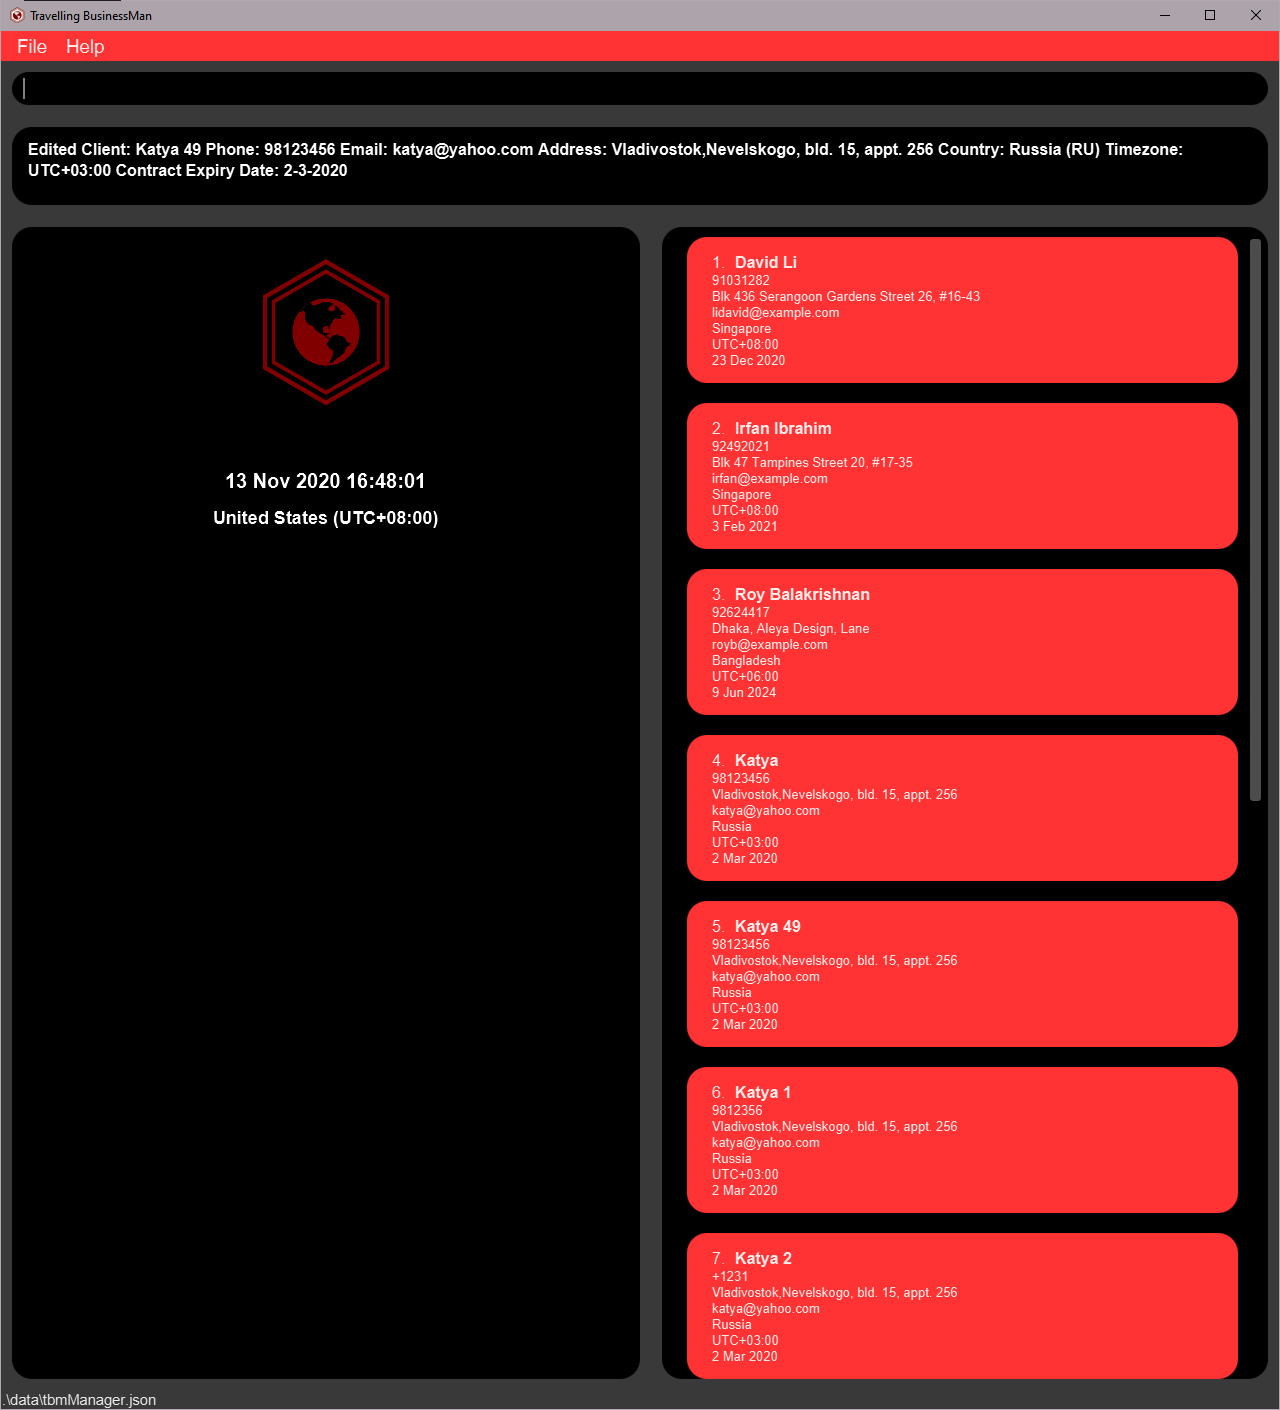 Travelling BusinessMan
File Help
Edited Client: Katya 49 Phone: 98123456 Email: katya@yahoo.com Address: Vladivostok,Nevelskogo, bld. 15, appt. 256 Country: Russia (RU) Timezone:
UTC+03:00 Contract Expiry Date: 2-3-2020
13 Nov 2020 16:48:01
United States (UTC+08:00)
1. David Li
91031282
Blk 436 Serangoon Gardens Street 26, #16-43
lidavid@example.com
Singapore
UTC+08:00
23 Dec 2020
2. Irfan Ibrahim
92492021
Blk 47 Tampines Street 20, #17-35
irfan@example.com
Singapore
UTC+08:00
3 Feb 2021
3. Roy Balakrishnan
92624417
Dhaka, Aleya Design, Lane
royb@example.com
Bangladesh
UTC+06:00
9 Jun 2024
4. Katya
98123456
Vladivostok,Nevelskogo, bld. 15, appt. 256
katya@yahoo.com
Russia
UTC+03:00
2 Mar 2020
5. Katya 49
98123456
Vladivostok,Nevelskogo, bld. 15, appt. 256
katya@yahoo.com
Russia
UTC+03:00
2 Mar 2020
6. Katya 1
9812356
Vladivostok,Nevelskogo, bld. 15, appt. 256
katya@yahoo.com
Russia
UTC+03:00
2 Mar 2020
7. Katya 2
+1231
Vladivostok,Nevelskogo, bld. 15, appt. 256
katya@yahoo.com
Russia
UTC+03:00
2 Mar 2020
.\data\tbmManager.json